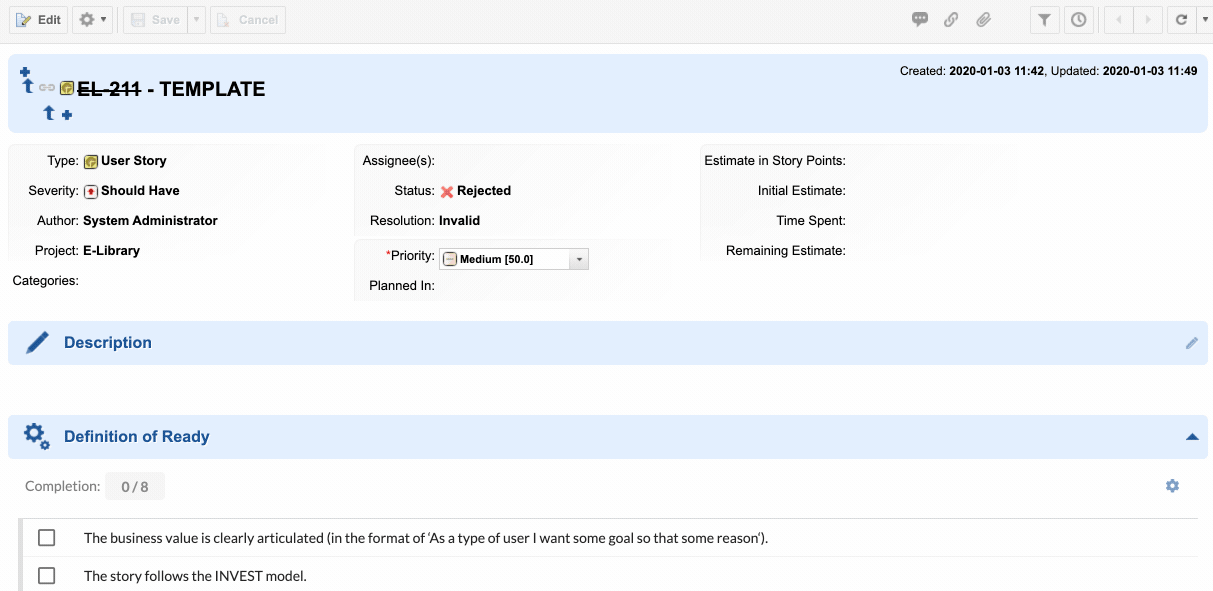 Edit Save Cancel
Created: 2020-01-03 11:42, Updated: 2020-01-03 11:49
EL-211 - TEMPLATE
Type: User Story
Severity: Should Have
Author: System Administrator
Project: E-Library
Categories:
Assignee(s):
Status: Rejected
Resolution: Invalid
*Priority: Medium [50.0]
Planned In:
Estimate in Story Points:
Initial Estimate:
Time Spent:
Remaining Estimate:
Description
Definition of Ready
Completion: 0 / 8
The business value is clearly articulated (in the format of ‘As a type of user I want some goal so that some reason‘).
The story follows the INVEST model.